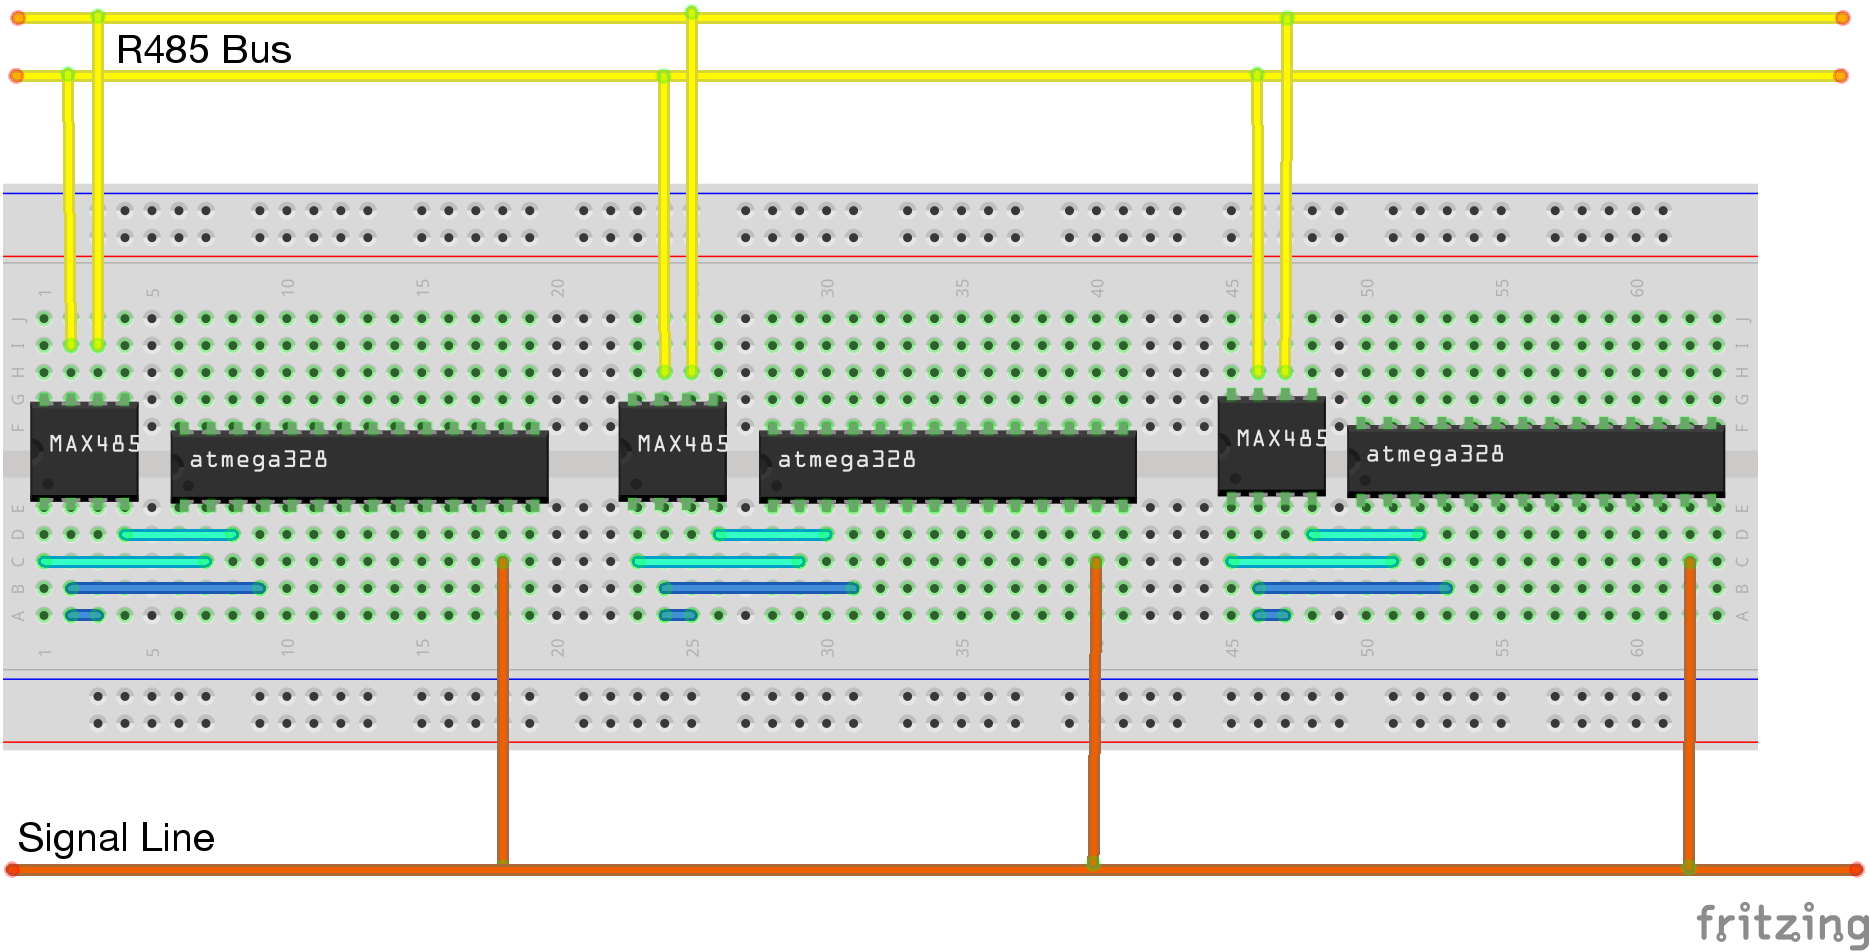 R485 Bus
1 5 10 15 20 30 35 40 45 50 55 60
J J
I I
H H
G G
F F
MAX485 atmega328 MAX485 atmega328 MAX485 atmega328
E E
D D
C C
B B
A A
1 5 10 15 20 25 30 35 45 50 55 60
Signal Line
fritzing